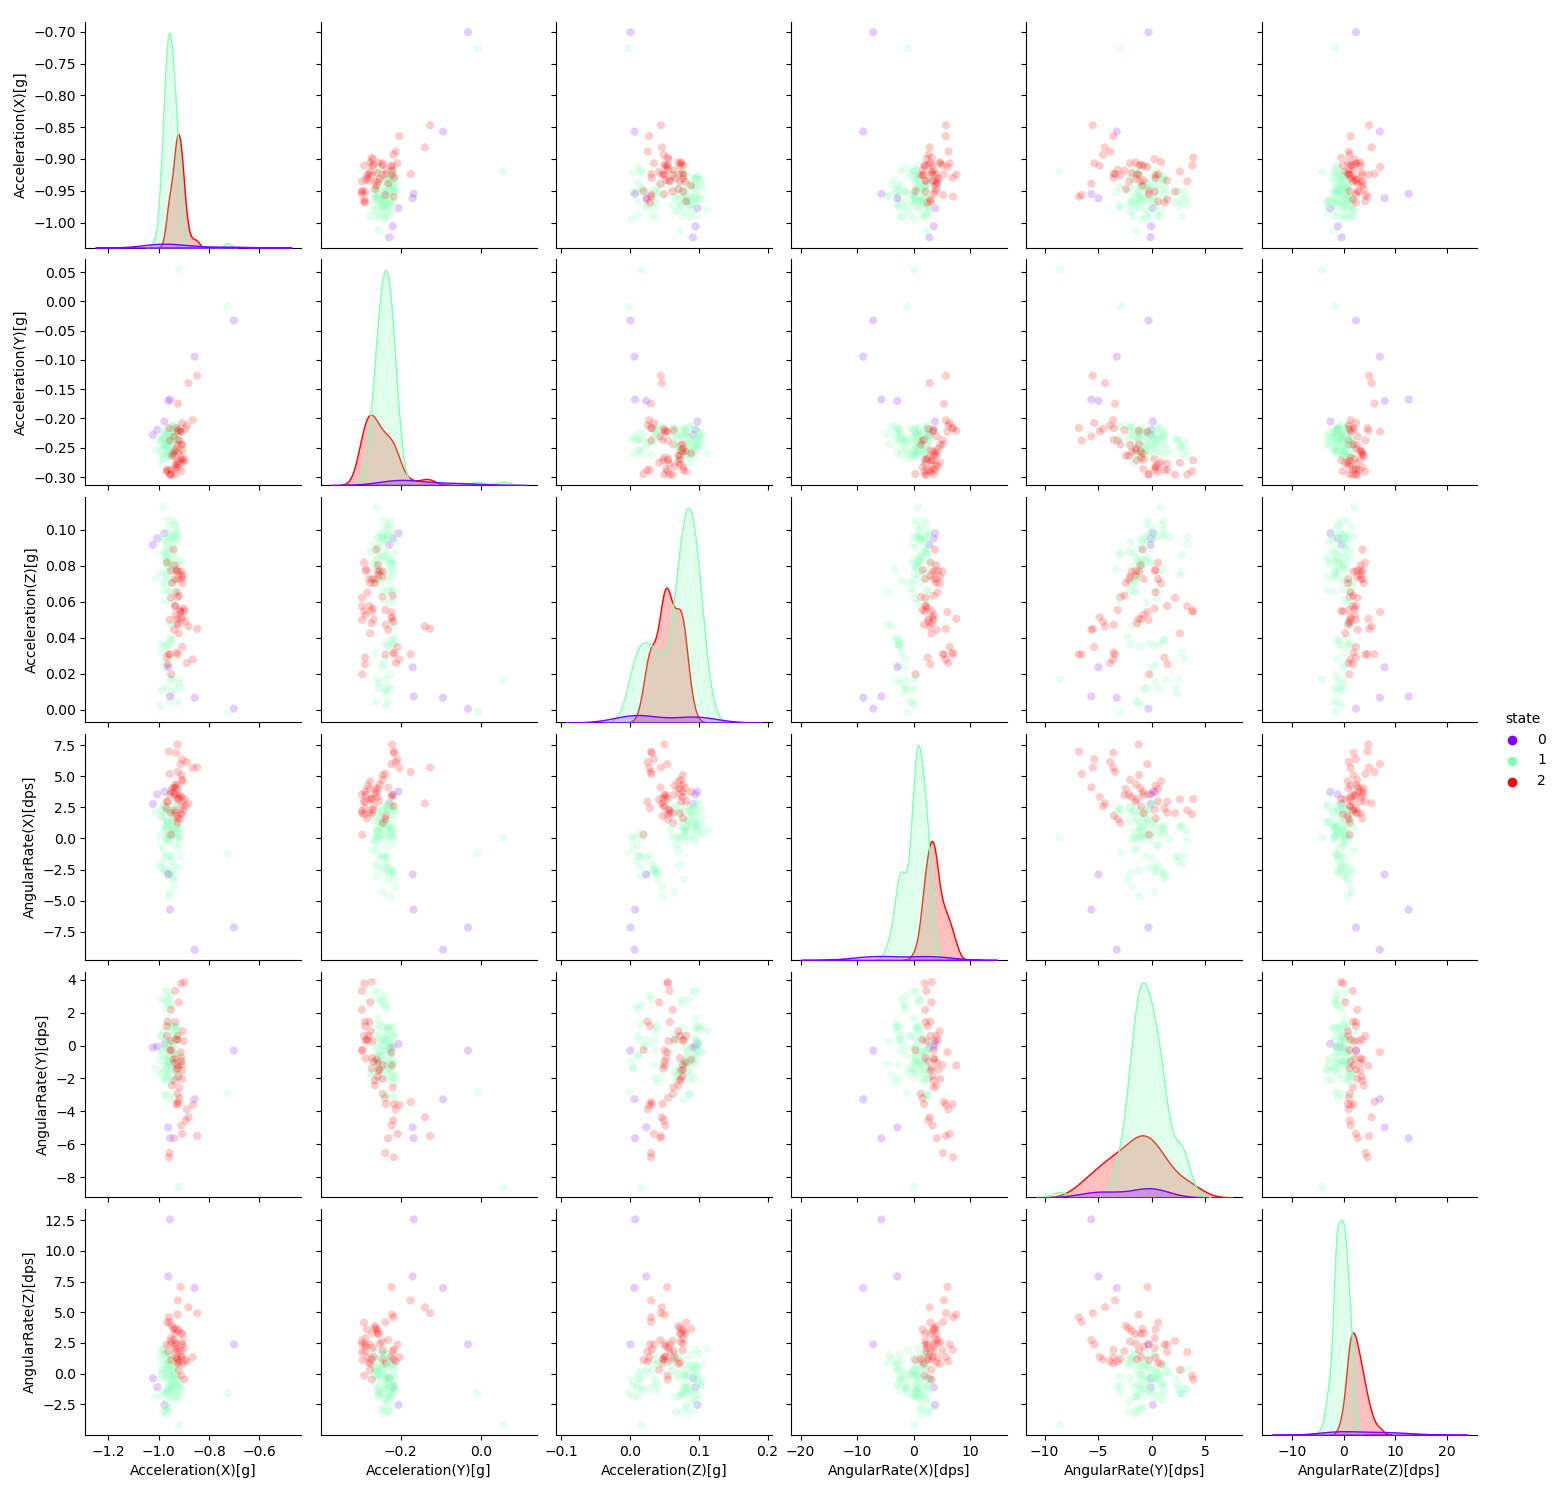 −0.70
−0.75
−0.80
−0.85
−0.90
−0.95
−1.00
Acceleration(X)[g]
0.05
0.00
−0.05
−0.10
−0.15
−0.20
−0.25
−0.30
Acceleration(Y)[g]
0.10
0.08
0.06
0.04
0.02
0.00
Acceleration(Z)[g]
state
0
1
2
7.5
5.0
2.5
0.0
−2.5
−5.0
−7.5
AngularRate(X)[dps]
4
2
0
−2
−4
−6
−8
AngularRate(Y)[dps]
12.5
10.0
7.5
5.0
2.5
0.0
−2.5
AngularRate(Z)[dps]
−1.2 −1.0 −0.8 −0.6
−0.2 0.0
−0.1 0.0 0.1 0.2
−20 −10 0 10
−10 −5 0 5
−10 0 10 20
Acceleration(X)[g]
Acceleration(Y)[g]
Acceleration(Z)[g]
AngularRate(X)[dps]
AngularRate(Y)[dps]
AngularRate(Z)[dps]